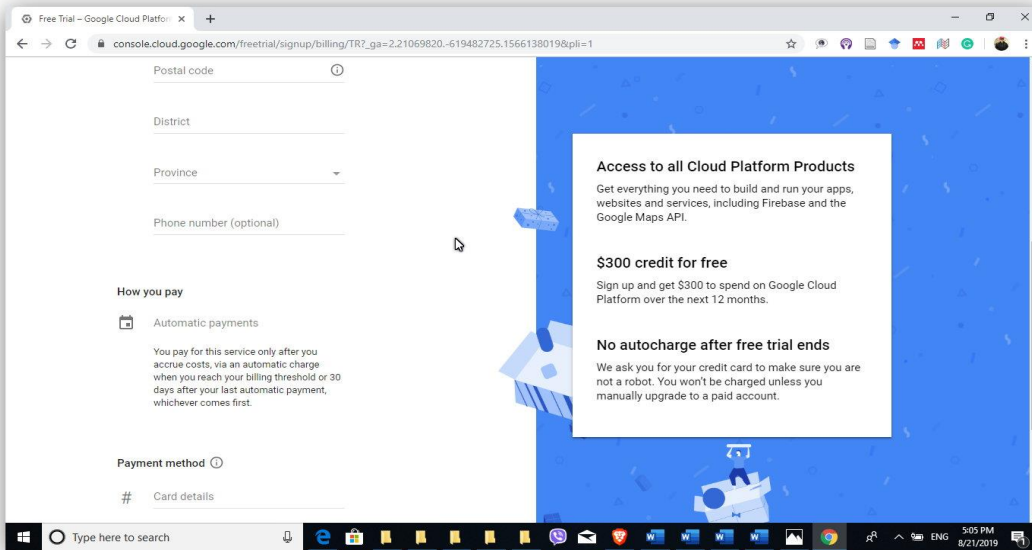 Free Trial – Google Cloud Platfor
console.cloud.google.com/freetrial/signup/billing/TR?_ga=2.21069820.-619482725.1566138019&pli=1
Postal code
District
Province
Phone number (optional)
How you pay
Automatic payments
You pay for this service only after you
accrue costs, via an automatic charge
when you reach your billing threshold or 30
days after your last automatic payment,
whichever comes first.
Payment method
# Card details
Access to all Cloud Platform Products
Get everything you need to build and run your apps,
websites and services, including Firebase and the
Google Maps API.
$300 credit for free
Sign up and get $300 to spend on Google Cloud
Platform over the next 12 months.
No autocharge after free trial ends
We ask you for your credit card to make sure you are
not a robot. You won't be charged unless you
manually upgrade to a paid account.
Type here to search
ENG
5:05 PM
8/21/2019